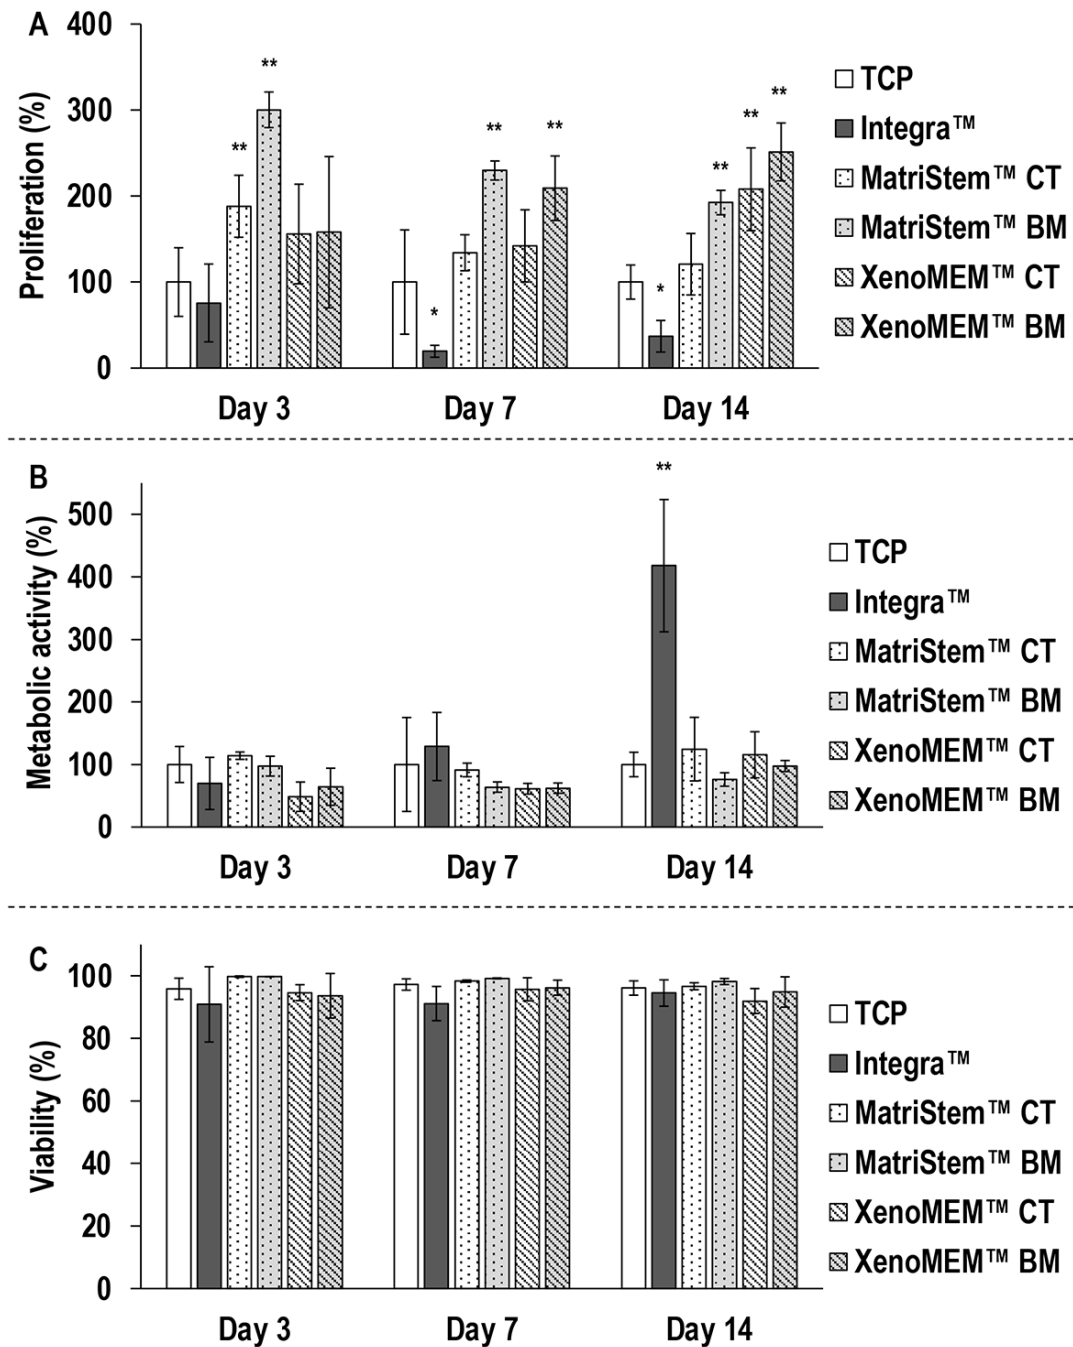 A
400
300
200
100
0
Proliferation (%)
**
**
*
**
**
*
**
**
**
Day 3
Day 7
Day 14
TCP
Integra™
MatriStem™ CT
MatriStem™ BM
XenoMEM™ CT
XenoMEM™ BM
B
500
400
300
200
100
0
Metabolic activity (%)
**
Day 3
Day 7
Day 14
TCP
Integra™
MatriStem™ CT
MatriStem™ BM
XenoMEM™ CT
XenoMEM™ BM
C
100
80
60
40
20
0
Viability (%)
Day 3
Day 7
Day 14
TCP
Integra™
MatriStem™ CT
MatriStem™ BM
XenoMEM™ CT
XenoMEM™ BM